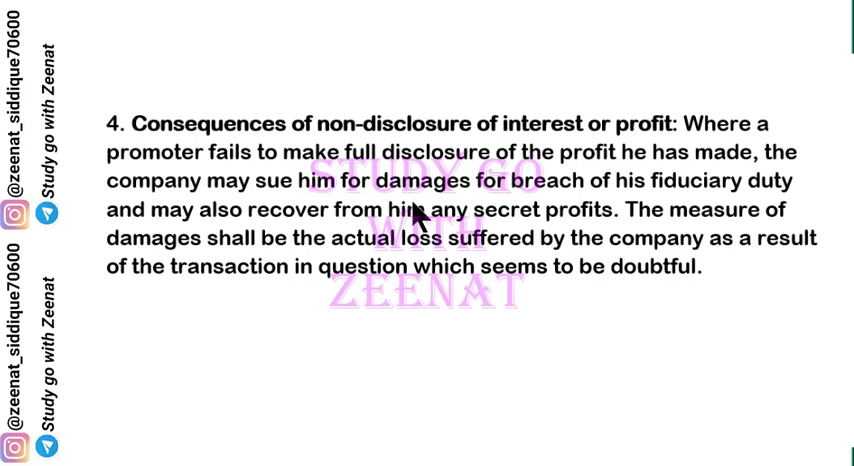 4. Consequences of non-disclosure of interest or profit: Where a
promoter fails to make full disclosure of the profit he has made, the
company may sue him for damages for breach of his fiduciary duty
and may also recover from him any secret profits. The measure of
damages shall be the actual loss suffered by the company as a result
of the transaction in question which seems to be doubtful.
STUDY GO
WITH
ZEENAT
@zeenat_siddique70600
Study go with Zeenat
@zeenat_siddique70600
Study go with Zeenat